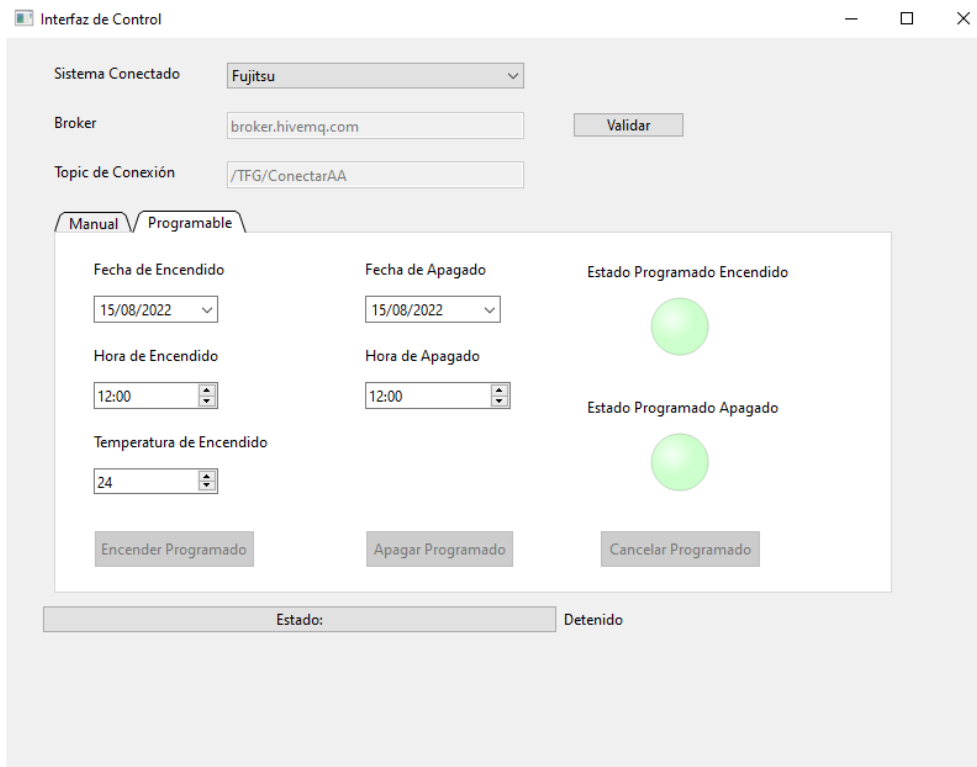 Interfaz de Control
Sistema Conectado
Fujitsu
Broker
broker.hivemq.com
Validar
Topic de Conexión
/TFG/ConectarAA
Manual
Programable
Fecha de Encendido
Fecha de Apagado
Estado Programado Encendido
15/08/2022
15/08/2022
Hora de Encendido
Hora de Apagado
12:00
12:00
Estado Programado Apagado
Temperatura de Encendido
24
Encender Programado
Apagar Programado
Cancelar Programado
Estado:
Detenido